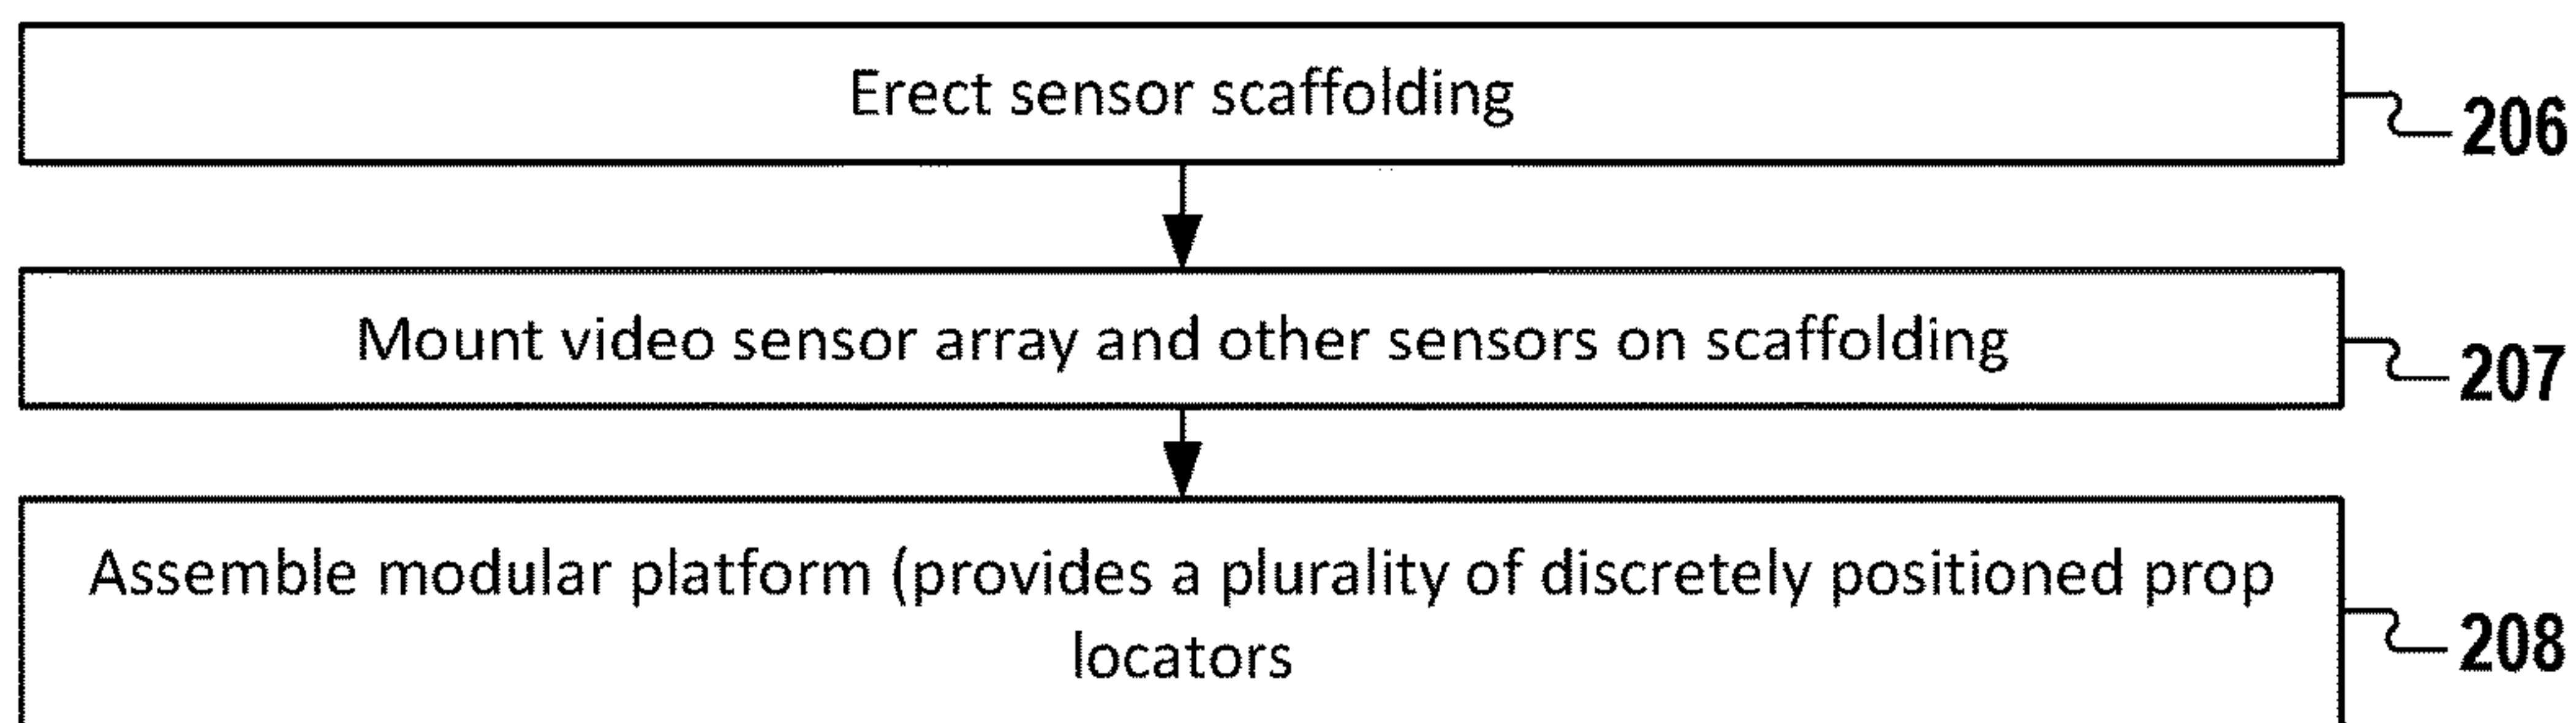 Erect sensor scaffolding
206
Mount video sensor array and other sensors on scaffolding
207
Assemble modular platform (provides a plurality of discretely positioned prop
locators
208